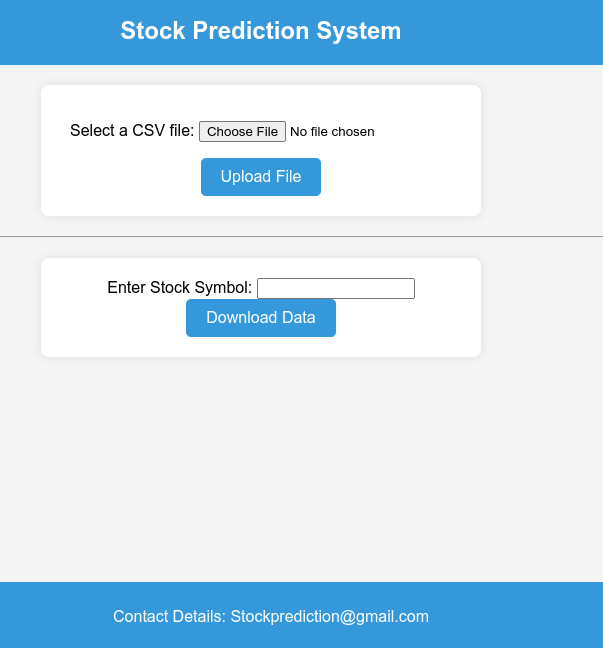 Stock Prediction System
Select a CSV file: Choose File No file chosen
Upload File
Enter Stock Symbol:
Download Data
Contact Details: Stockprediction@gmail.com